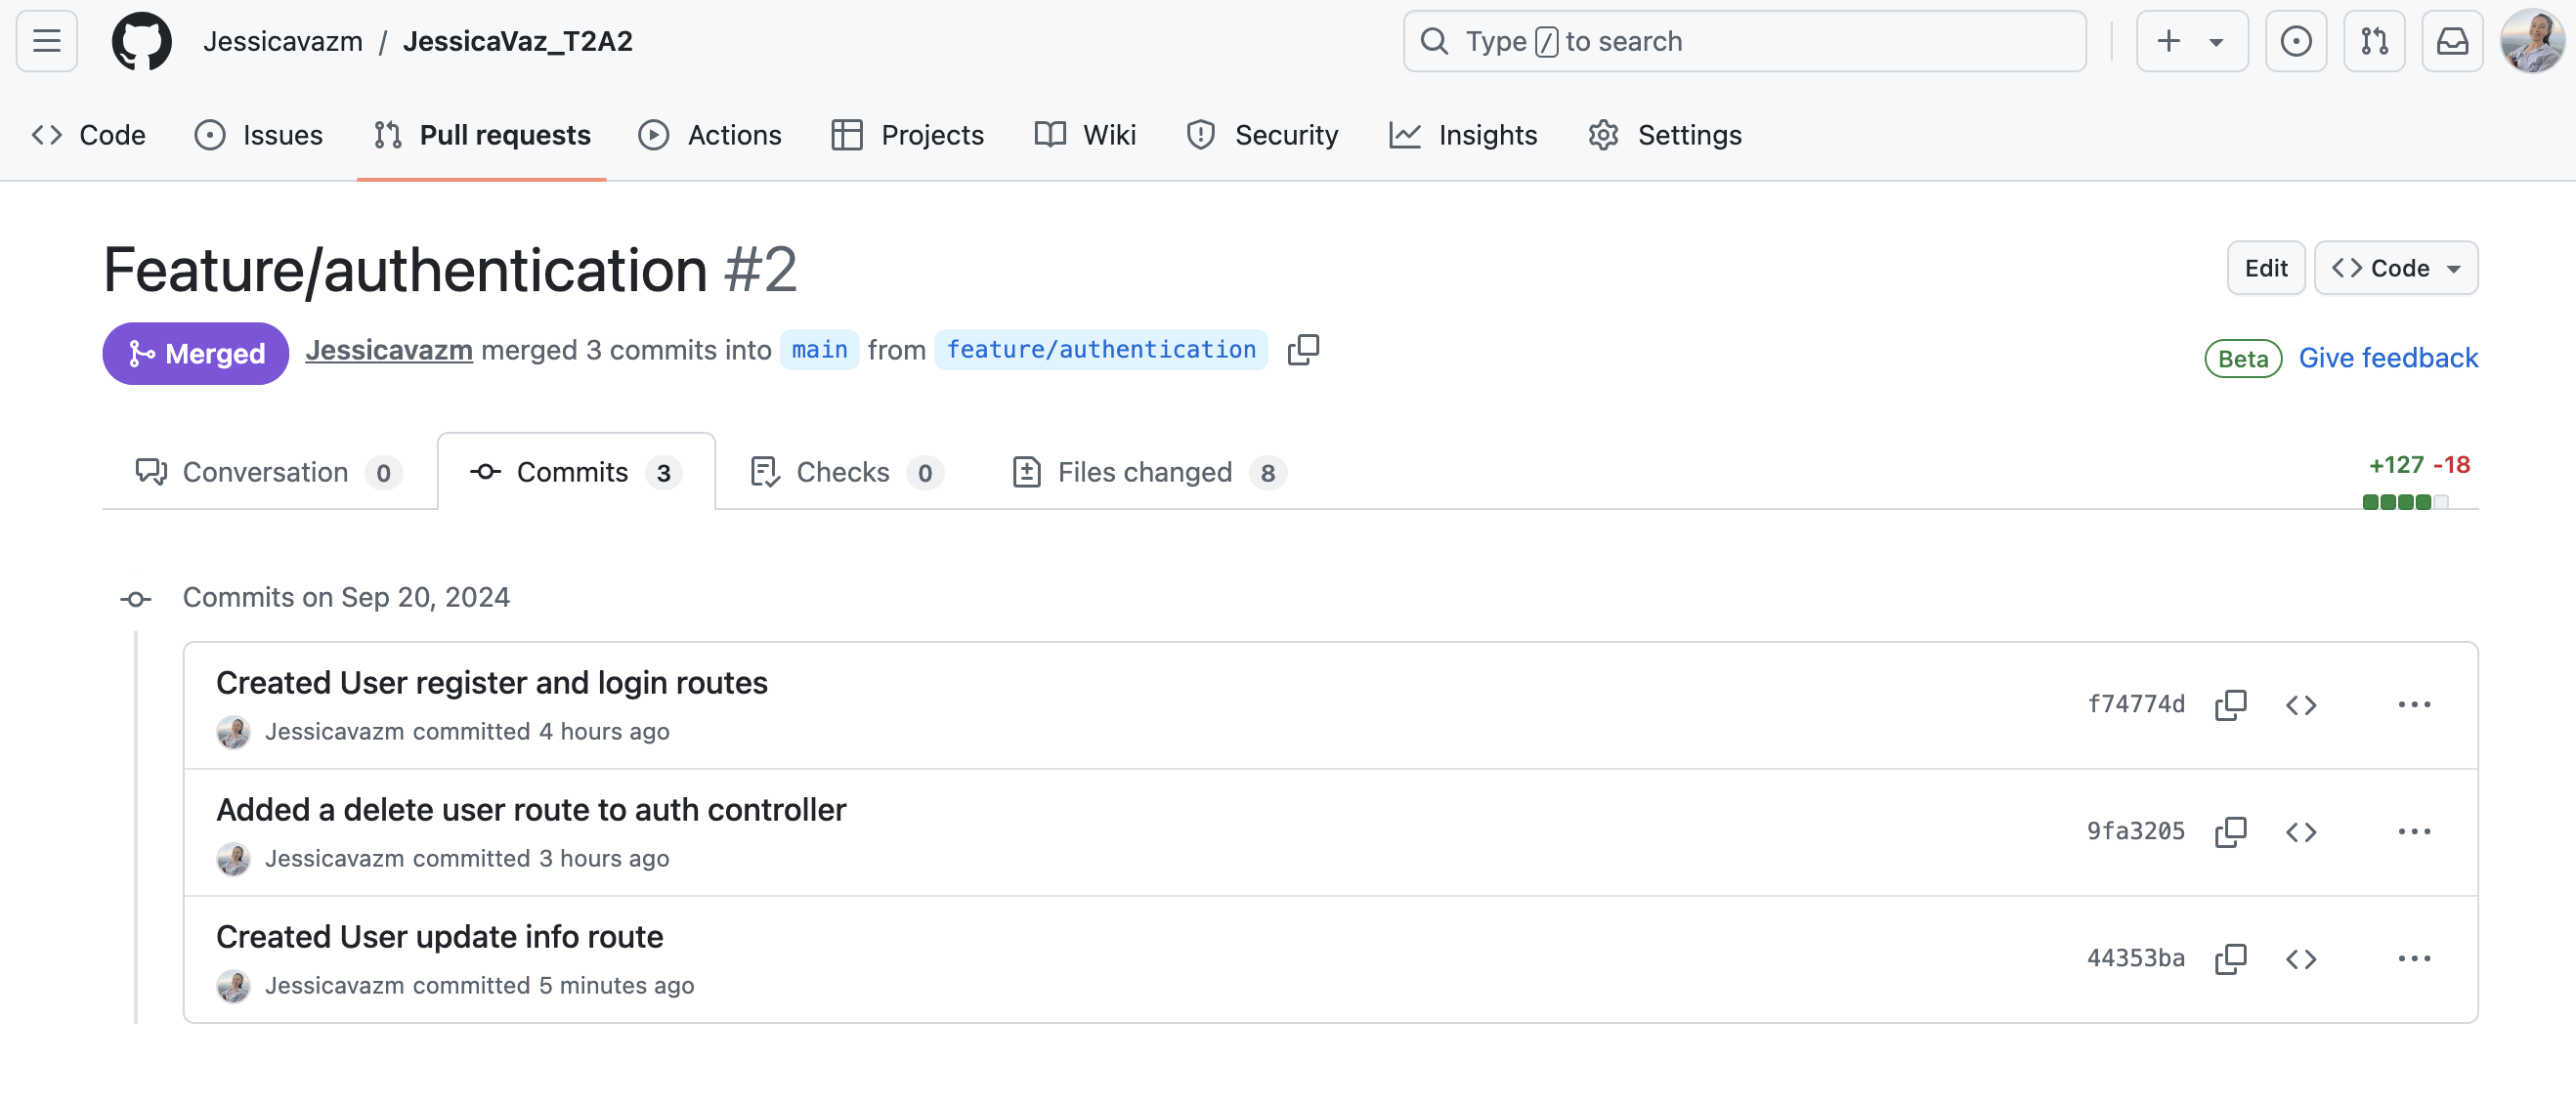 Jessicavazm / JessicaVaz_T2A2 Type / to search
Code Issues Pull requests Actions Projects Wiki Security Insights Settings
Feature/authentication #2 Edit Code
Merged Jessicavazm merged 3 commits into main from feature/authentication
Beta Give feedback
Conversation 0 Commits 3 Checks 0 Files changed 8 +127 -18
Commits on Sep 20, 2024
Created User register and login routes
Jessicavazm committed 4 hours ago f74774d
Added a delete user route to auth controller
Jessicavazm committed 3 hours ago 9fa3205
Created User update info route
Jessicavazm committed 5 minutes ago 44353ba